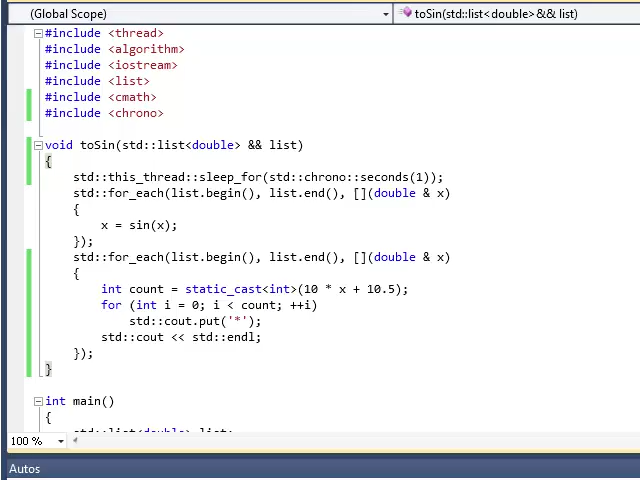 (Global Scope)
toSin(std::list<double>&& list)
#include <thread>
#include <algorithm>
#include <iostream>
#include <list>
#include <cmath>
#include <chrono>
void toSin(std::list<double> && list)
{
std::this_thread::sleep_for(std::chrono::seconds(1));
std::for_each(list.begin(), list.end(), [](double & x)
{
x = sin(x);
});
std::for_each(list.begin(), list.end(), [](double & x)
{
int count = static_cast<int>(10 * x + 10.5);
for (int i = 0; i < count; ++i)
std::cout.put('*');
std::cout << std::endl;
});
}
int main()
{
std::list<double> list;
100 %
Autos